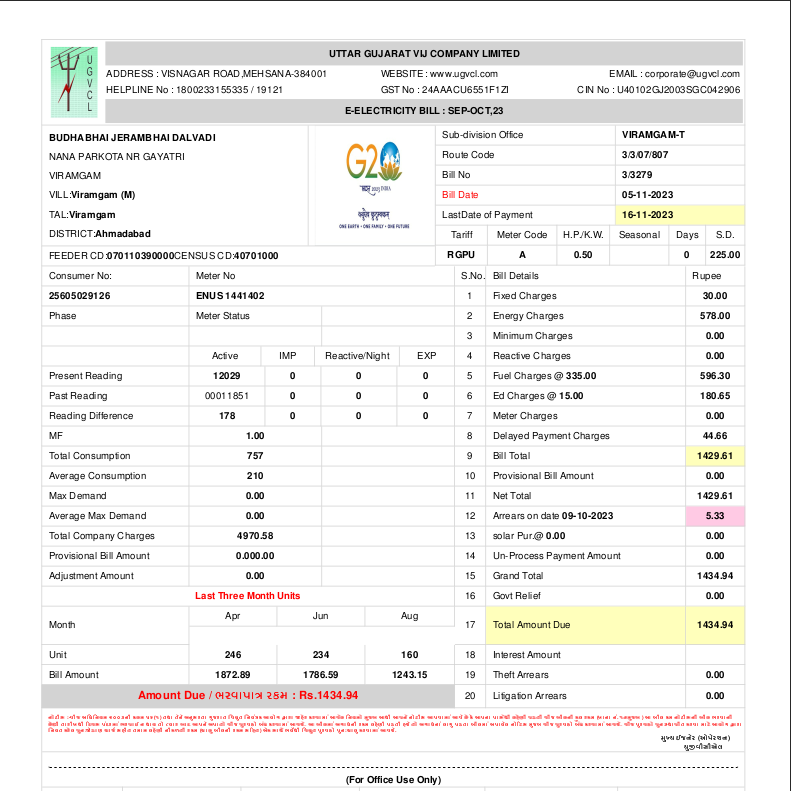 UTTAR GUJARAT VIJ COMPANY LIMITED
UGVCL
ADDRESS : VISNAGAR ROAD,MEHSANA-384001 WEBSITE : www.ugvcl.com EMAIL : corporate@ugvcl.com
HELPLINE No : 1800233155335 / 19121 GST No : 24AAACU6551F1ZI CIN No : U40102GJ2003SGC042906
E-ELECTRICITY BILL : SEP-OCT,23
BUDHABHAI JERAMBHAI DALVADI
NANA PARKOTA NR GAYATRI
VIRAMGAM
VILL:Viramgam (M)
TAL:Viramgam
DISTRICT:Ahmadabad
G20
भारत 2023 INDIA
वसुधैव कुटुम्बकम्
ONE EARTH • ONE FAMILY • ONE FUTURE
Sub-division Office VIRAMGAM-T
Route Code 3/3/07/807
Bill No 3/3279
Bill Date 05-11-2023
LastDate of Payment 16-11-2023
Tariff Meter Code H.P./K.W. Seasonal Days S.D.
FEEDER CD:070110390000CENSUS CD:40701000 RGPU A 0.50 0 225.00
Consumer No: Meter No S.No. Bill Details Rupee
25605029126 ENUS1441402 1 Fixed Charges 30.00
Phase Meter Status 2 Energy Charges 578.00
3 Minimum Charges 0.00
Active IMP Reactive/Night EXP 4 Reactive Charges 0.00
Present Reading 12029 0 0 0 5 Fuel Charges @ 335.00 596.30
Past Reading 00011851 0 0 0 6 Ed Charges @ 15.00 180.65
Reading Difference 178 0 0 0 7 Meter Charges 0.00
MF 1.00 8 Delayed Payment Charges 44.66
Total Consumption 757 9 Bill Total 1429.61
Average Consumption 210 10 Provisional Bill Amount 0.00
Max Demand 0.00 11 Net Total 1429.61
Average Max Demand 0.00 12 Arrears on date 09-10-2023 5.33
Total Company Charges 4970.58 13 solar Pur.@ 0.00 0.00
Provisional Bill Amount 0.000.00 14 Un-Process Payment Amount 0.00
Adjustment Amount 0.00 15 Grand Total 1434.94
Last Three Month Units 16 Govt Relief 0.00
Month Apr Jun Aug 17 Total Amount Due 1434.94
Unit 246 234 160 18 Interest Amount
Bill Amount 1872.89 1786.59 1243.15 19 Theft Arrears 0.00
Amount Due / ભરવાપાત્ર રકમ : Rs.1434.94 20 Litigation Arrears 0.00
મુખ્ય ઈજનેર (ઓપરેશન)
યુજીવીસીએલ
(For Office Use Only)